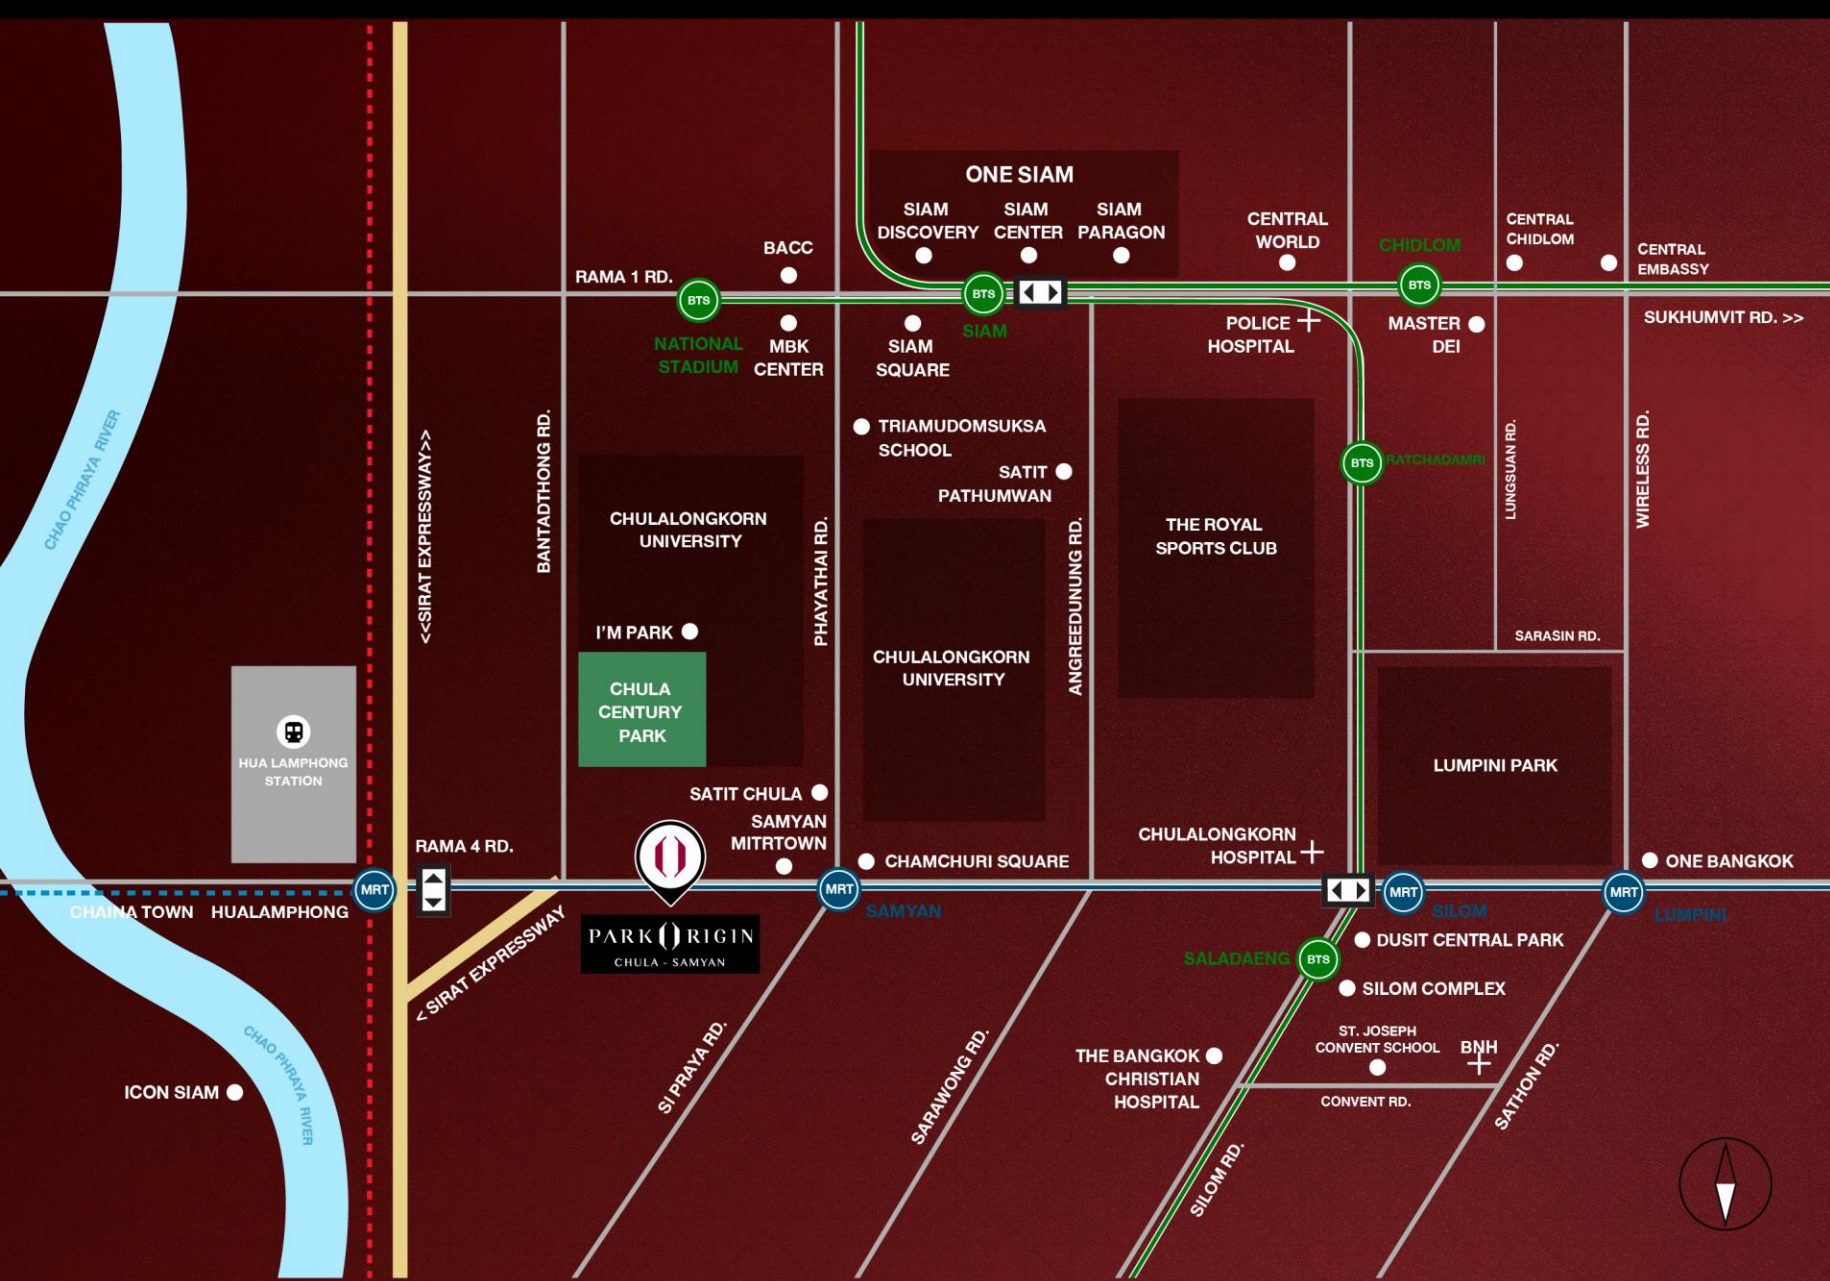 ONE SIAM
SIAM
DISCOVERY
SIAM
CENTER
SIAM
PARAGON
CENTRAL
WORLD
CHIDLOM
CENTRAL
CHIDLOM
CENTRAL
EMBASSY
BACC
RAMA 1 RD.
BTS
BTS
BTS
NATIONAL
STADIUM
MBK
CENTER
SIAM
SQUARE
SIAM
POLICE
HOSPITAL
MASTER
DEI
SUKHUMVIT RD. >>
CHAO PHRAYA RIVER
<<SIRAT EXPRESSWAY>>
BANTADTHONG RD.
PHAYATHAI RD.
ANGREEDUNUNG RD.
LUNGSUAN RD.
WIRELESS RD.
TRIAMUDOMSUKSA
SCHOOL
SATIT
PATHUMWAN
BTS
RATCHADAMRI
CHULALONGKORN
UNIVERSITY
THE ROYAL
SPORTS CLUB
I'M PARK
CHULA
CENTURY
PARK
CHULALONGKORN
UNIVERSITY
SARASIN RD.
HUA LAMPHONG
STATION
LUMPINI PARK
SATIT CHULA
SAMYAN
MITRTOWN
RAMA 4 RD.
CHAMCHURI SQUARE
CHULALONGKORN
HOSPITAL
ONE BANGKOK
MRT
MRT
MRT
MRT
CHAINA TOWN
HUALAMPHONG
SAMYAN
SILOM
LUMPINI
< SIRAT EXPRESSWAY
PARK RIGIN
CHULA - SAMYAN
SALADAENG
BTS
DUSIT CENTRAL PARK
SILOM COMPLEX
ST. JOSEPH
CONVENT SCHOOL
BNH
THE BANGKOK
CHRISTIAN
HOSPITAL
CONVENT RD.
ICON SIAM
CHAO PHRAYA RIVER
SI PRAYA RD.
SARAWONG RD.
SILOM RD.
SATHON RD.